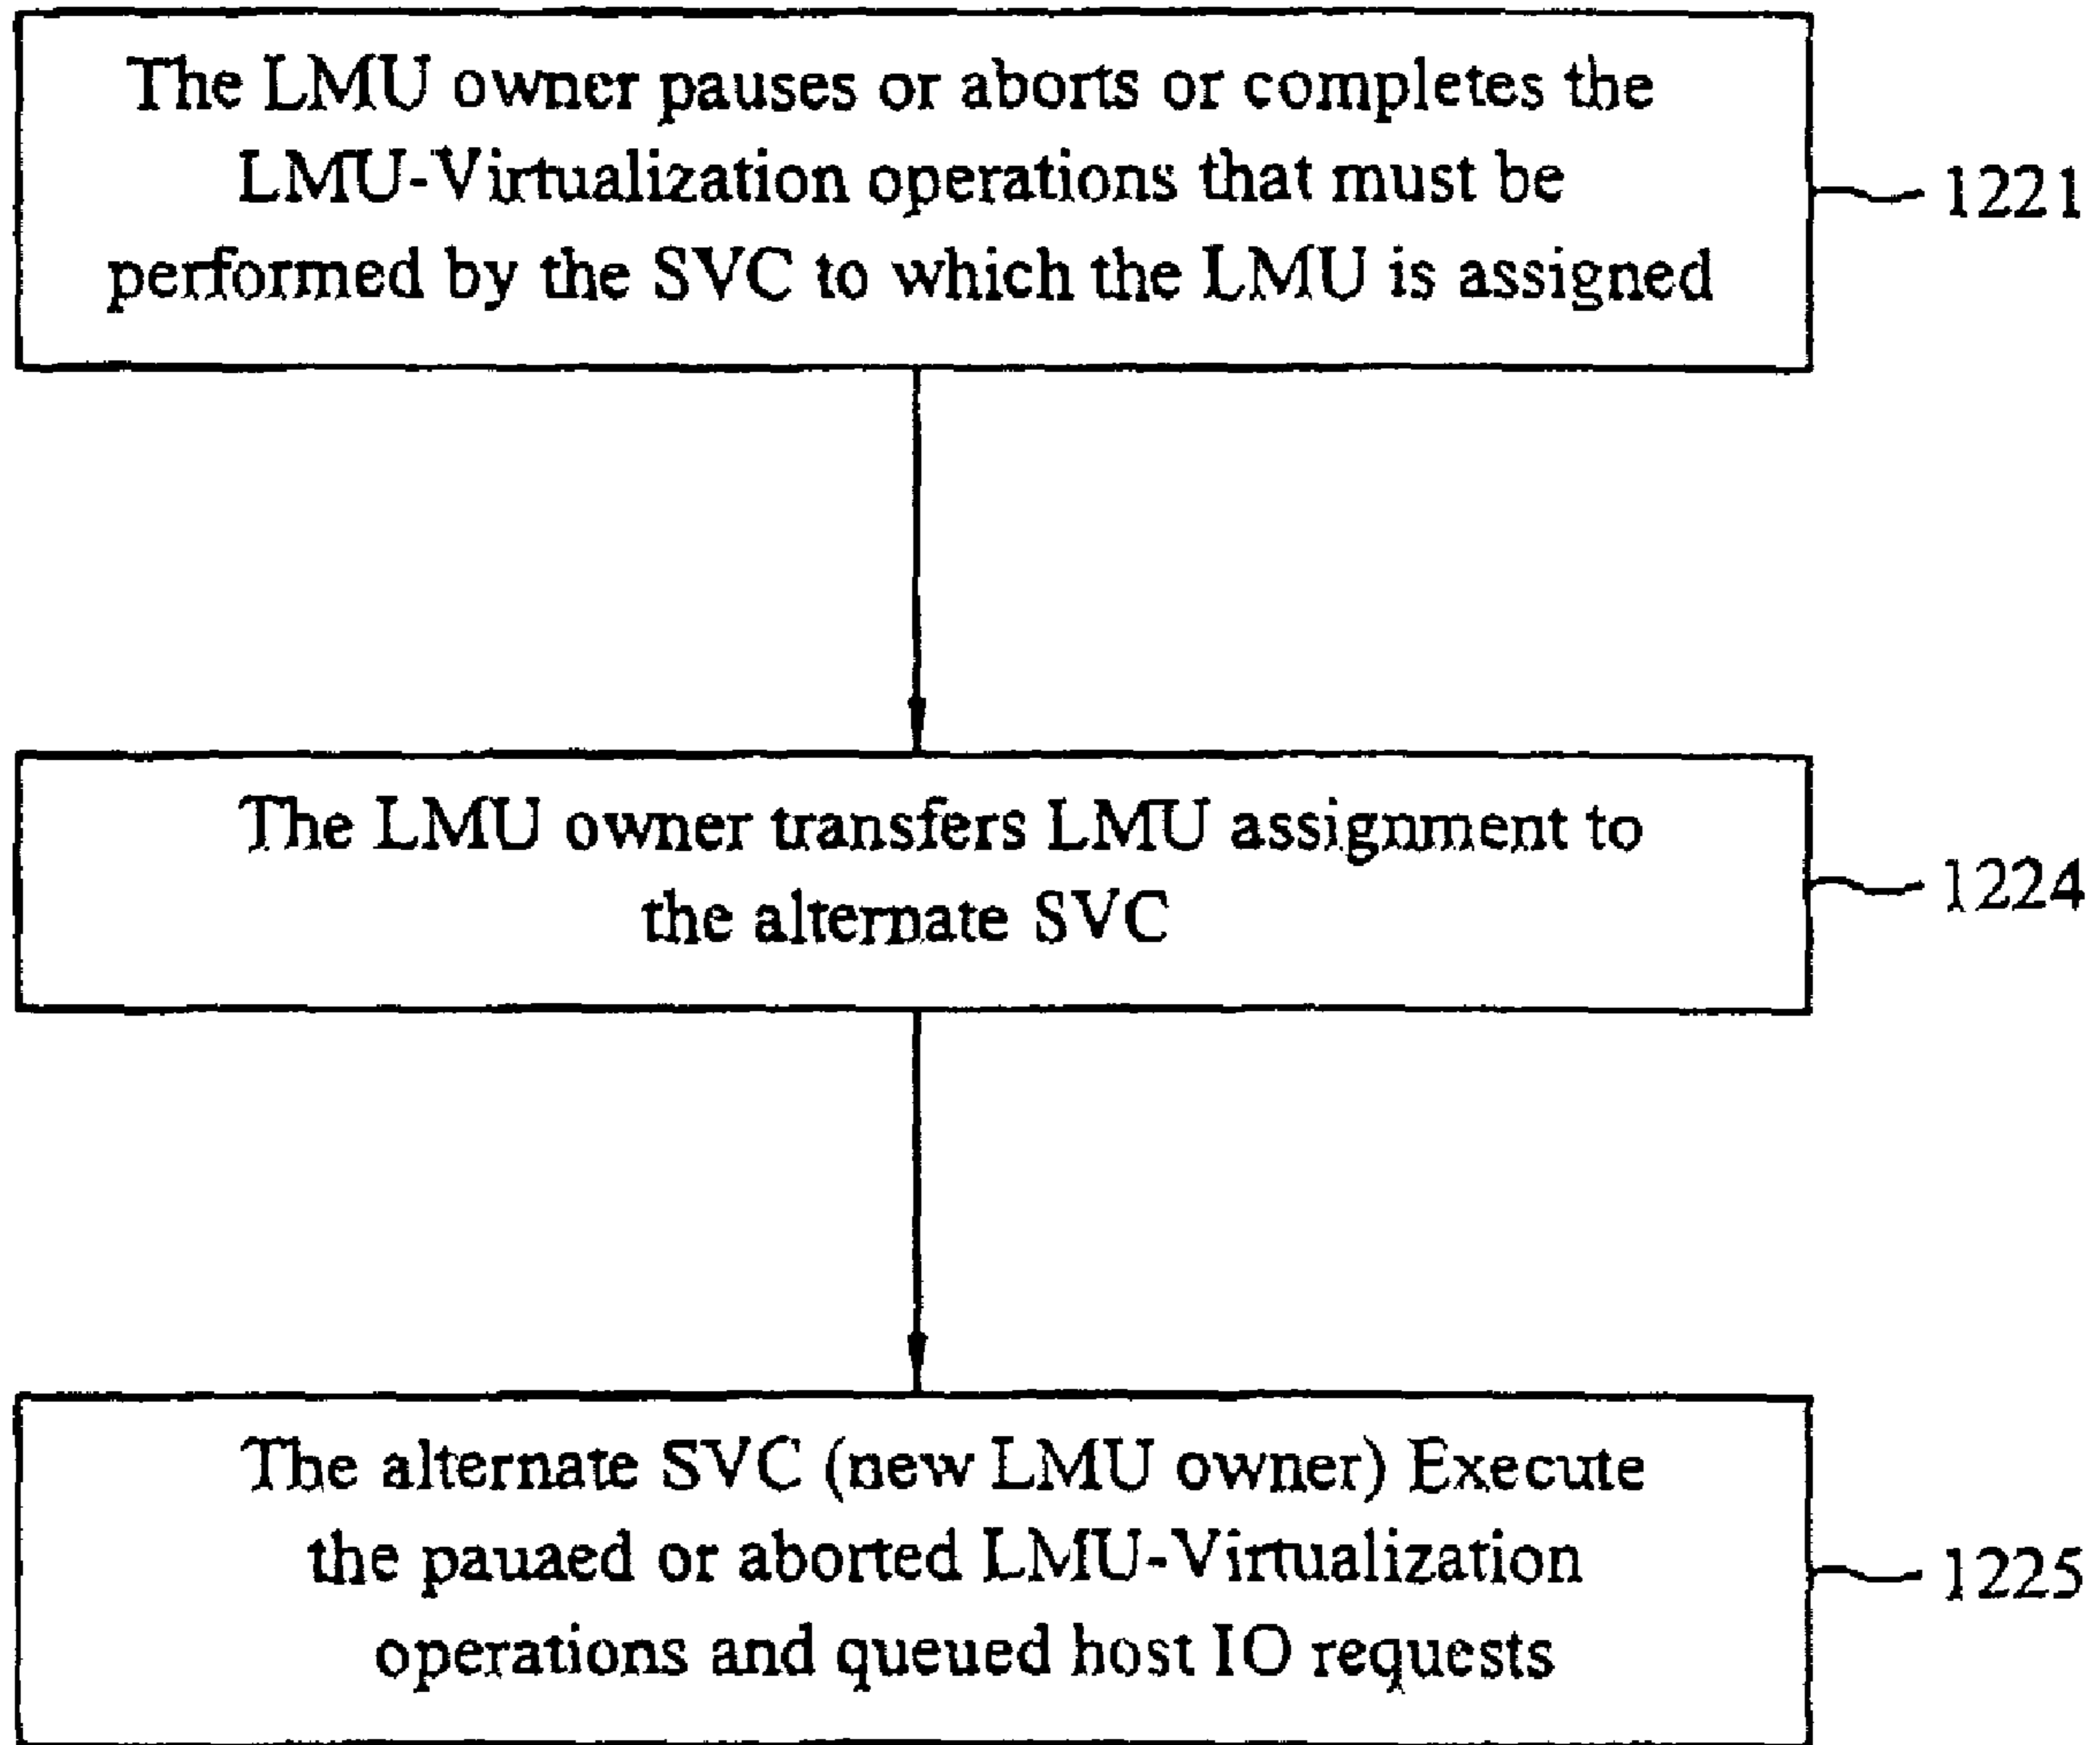 The LMU owner pauses or aborts or completes the
LMU-Virtualization operations that must be
performed by the SVC to which the LMU is assigned
1221
The LMU owner transfers LMU assignment to
the alternate SVC
1224
The alternate SVC (new LMU owner) Execute
the pauaed or aborted LMU-Virtualization
operations and queued host IO requests
1225